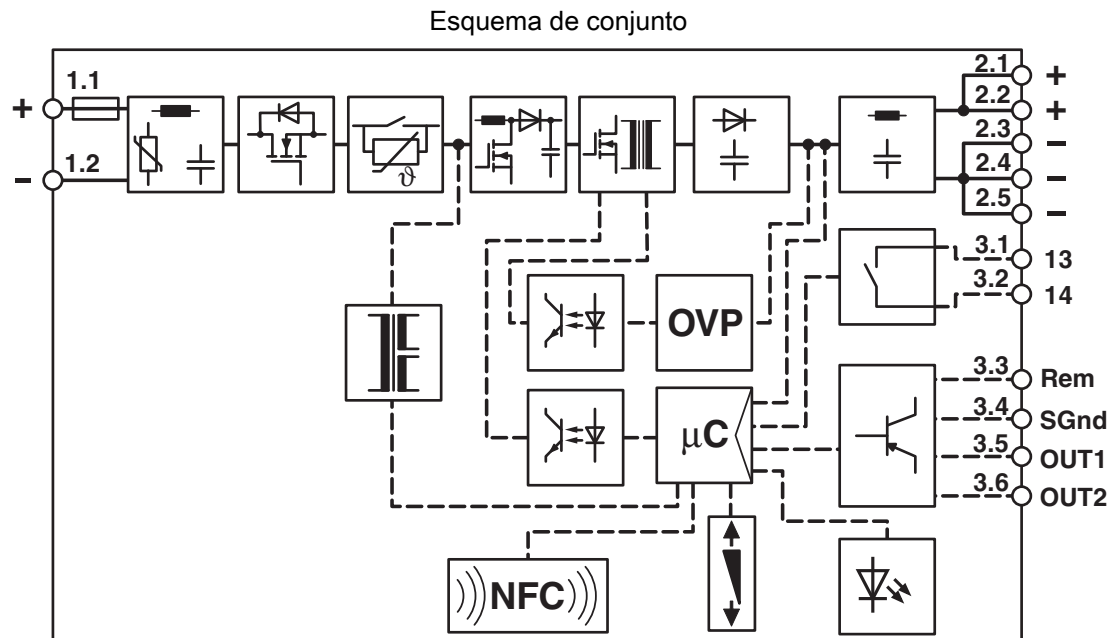 Esquema de conjunto
+ 1.1
– 1.2
2.1 +
2.2 +
2.3 –
2.4 –
2.5 –
ϑ
3.1 13
3.2 14
OVP
3.3 Rem
3.4 SGnd
3.5 OUT1
3.6 OUT2
µC
NFC